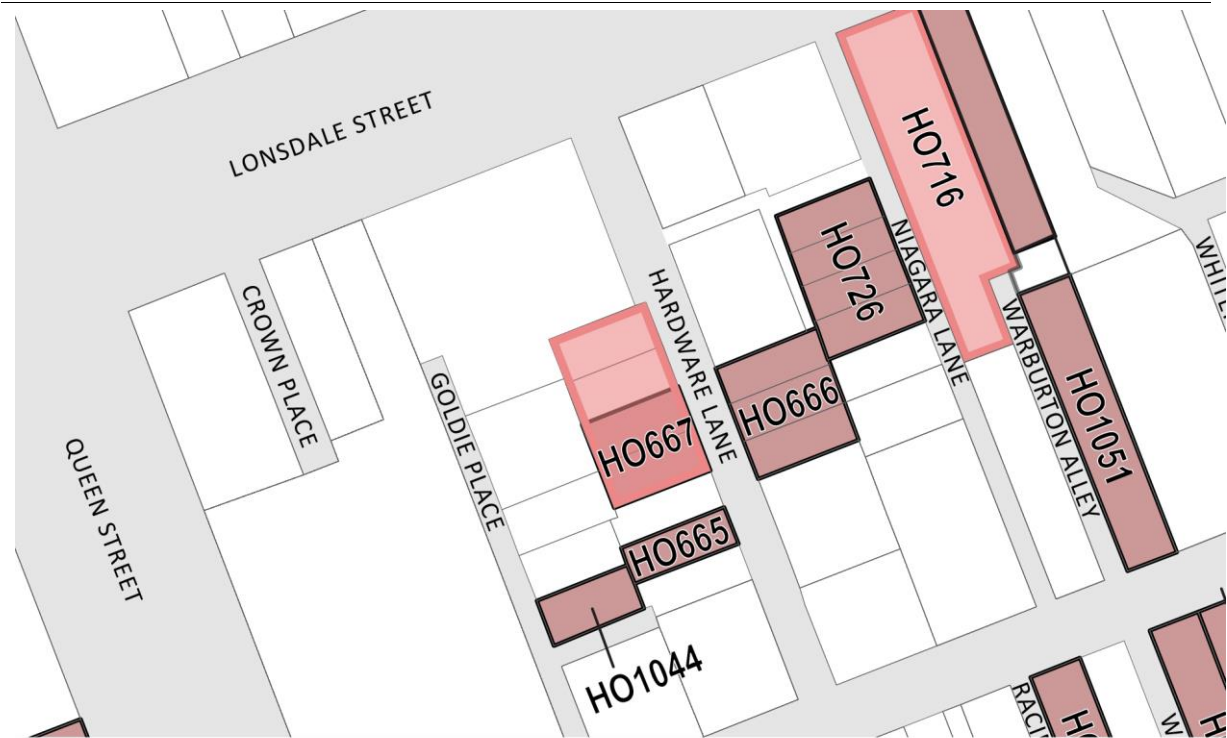 LONSDALE STREET
HO716
NIAGARA LANE
HO726
HARDWARE LANE
CROWN PLACE
WARBURTON ALLEY
GOLDIE PLACE
HO666
HO1051
HO667
QUEEN STREET
HO665
HO1044